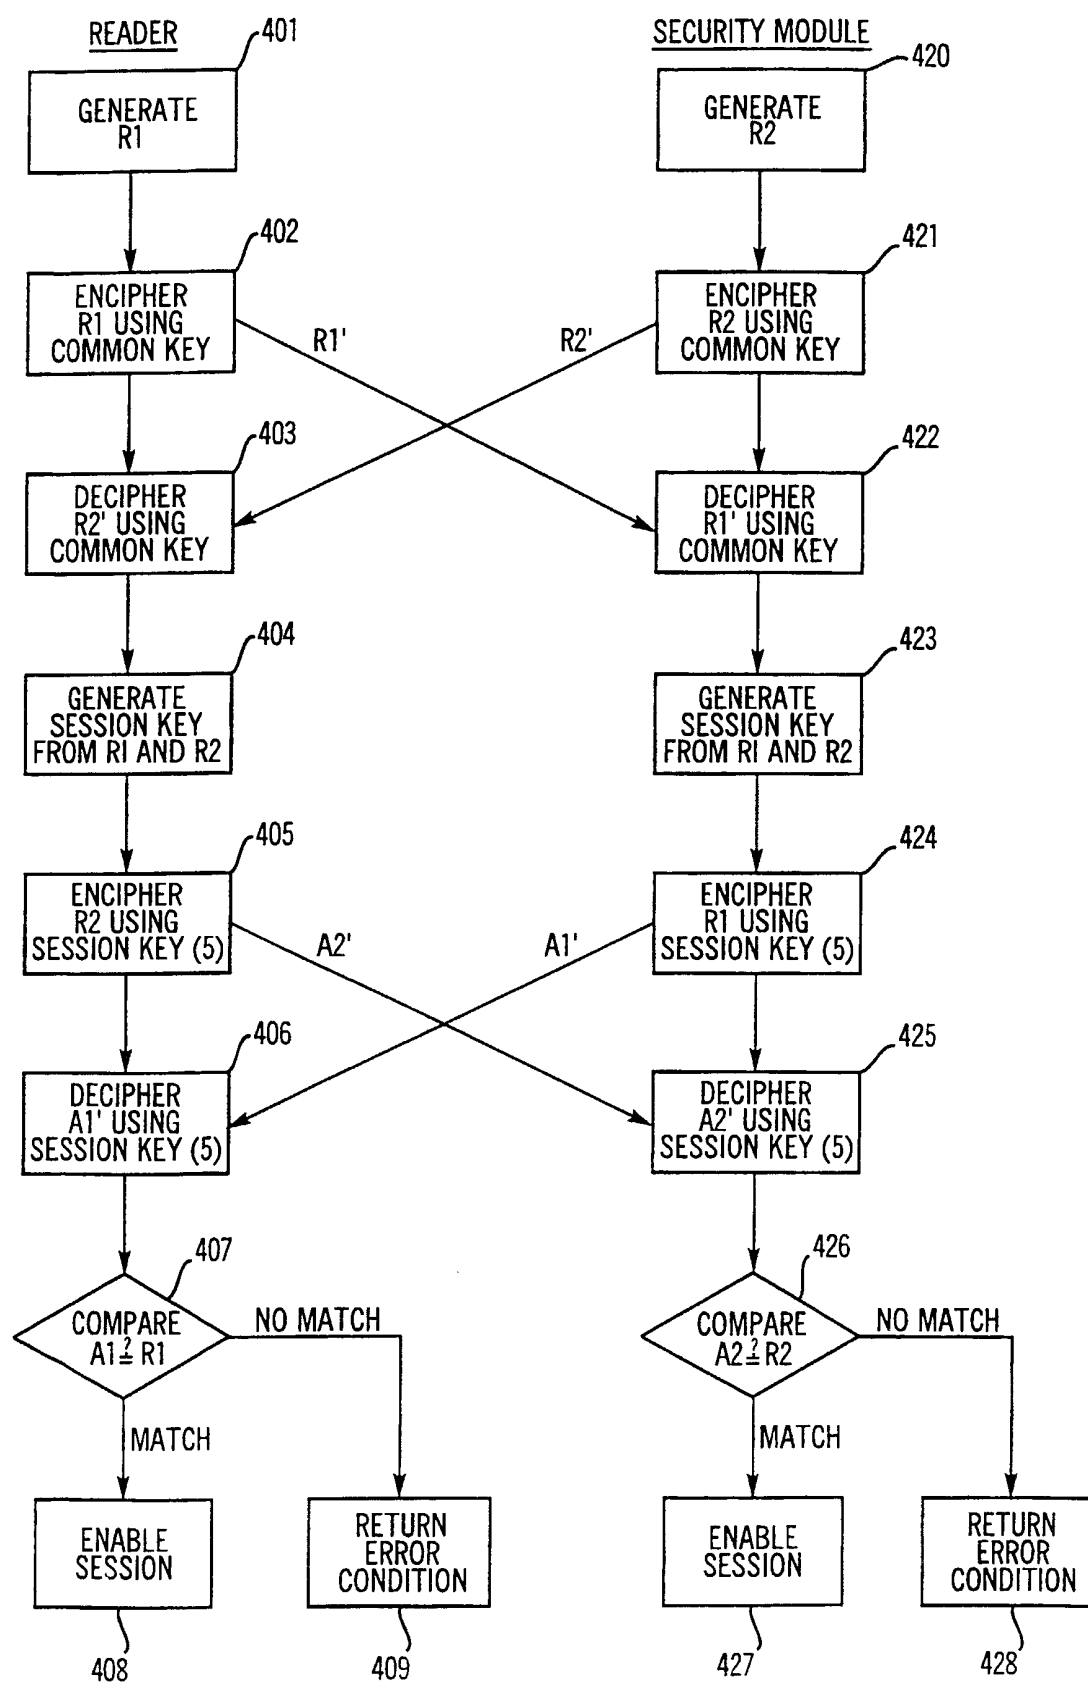 READER
401
GENERATE
R1
402
ENCIPHER
R1 USING
COMMON KEY
R1'
403
DECIPHER
R2' USING
COMMON KEY
404
GENERATE
SESSION KEY
FROM RI AND R2
405
ENCIPHER
R2 USING
SESSION KEY (5)
A2'
406
DECIPHER
A1' USING
SESSION KEY (5)
407
COMPARE
A1 ≟ R1
NO MATCH
MATCH
ENABLE
SESSION
408
RETURN
ERROR
CONDITION
409
SECURITY MODULE
420
GENERATE
R2
421
ENCIPHER
R2 USING
COMMON KEY
R2'
422
DECIPHER
R1' USING
COMMON KEY
423
GENERATE
SESSION KEY
FROM RI AND R2
424
ENCIPHER
R1 USING
SESSION KEY (5)
A1'
425
DECIPHER
A2' USING
SESSION KEY (5)
426
COMPARE
A2 ≟ R2
NO MATCH
MATCH
ENABLE
SESSION
427
RETURN
ERROR
CONDITION
428